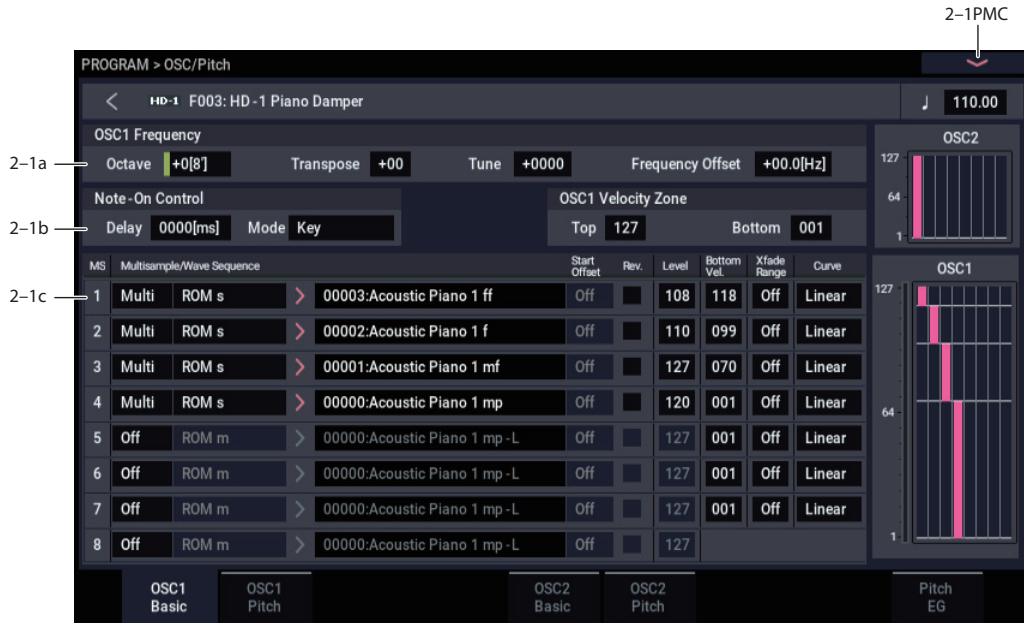 2–1PMC
PROGRAM > OSC/Pitch
HD-1 F003: HD-1 Piano Damper
♩ 110.00
OSC1 Frequency
2–1a
Octave +0[8'] Transpose +00 Tune +0000 Frequency Offset +00.0[Hz]
Note-On Control
OSC1 Velocity Zone
2–1b
Delay 0000[ms] Mode Key
Top 127 Bottom 001
OSC2
127
64
1
MS Multisample/Wave Sequence Start Offset Rev. Level Bottom Vel. Xfade Range Curve
2–1c
1 Multi ROM s > 00003:Acoustic Piano 1 ff Off 108 118 Off Linear
2 Multi ROM s > 00002:Acoustic Piano 1 f Off 110 099 Off Linear
3 Multi ROM s > 00001:Acoustic Piano 1 mf Off 127 070 Off Linear
4 Multi ROM s > 00000:Acoustic Piano 1 mp Off 120 001 Off Linear
5 Off ROM m > 00000:Acoustic Piano 1 mp-L Off 127 001 Off Linear
6 Off ROM m > 00000:Acoustic Piano 1 mp-L Off 127 001 Off Linear
7 Off ROM m > 00000:Acoustic Piano 1 mp-L Off 127 001 Off Linear
8 Off ROM m > 00000:Acoustic Piano 1 mp-L Off 127
OSC1
127
64
1
OSC1 Basic
OSC1 Pitch
OSC2 Basic
OSC2 Pitch
Pitch EG